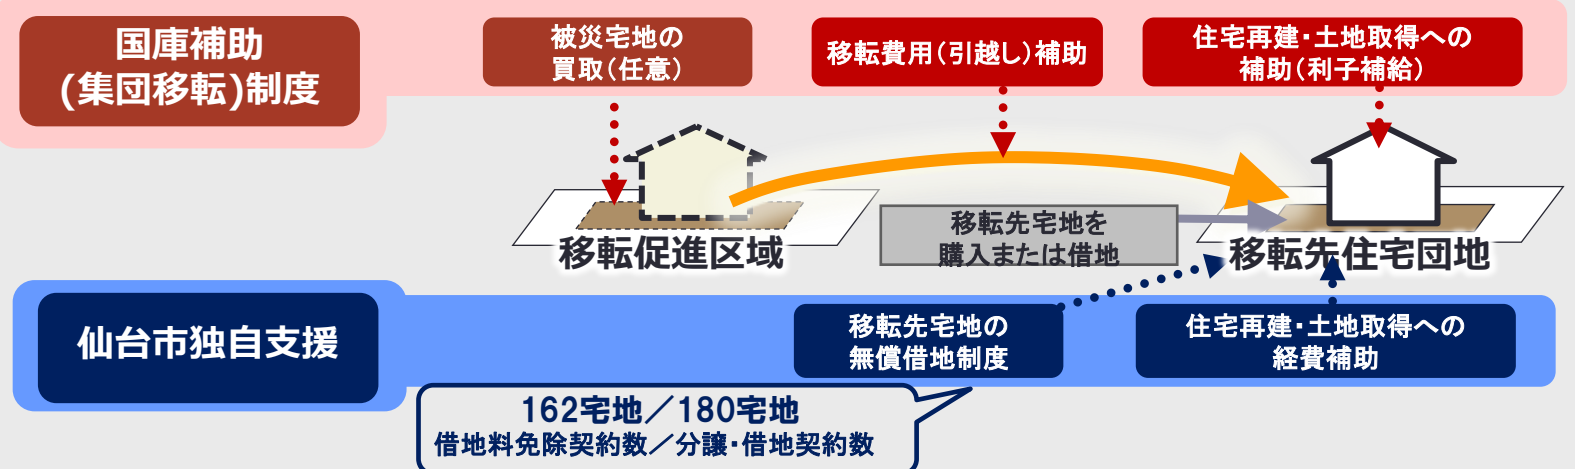 国庫補助
(集団移転)制度
被災宅地の
買取(任意)
移転費用(引越し)補助
住宅再建・土地取得への
補助(利子補給)
移転促進区域
移転先宅地を
購入または借地
移転先住宅団地
仙台市独自支援
移転先宅地の
無償借地制度
住宅再建・土地取得への
経費補助
162宅地／180宅地
借地料免除契約数／分譲・借地契約数